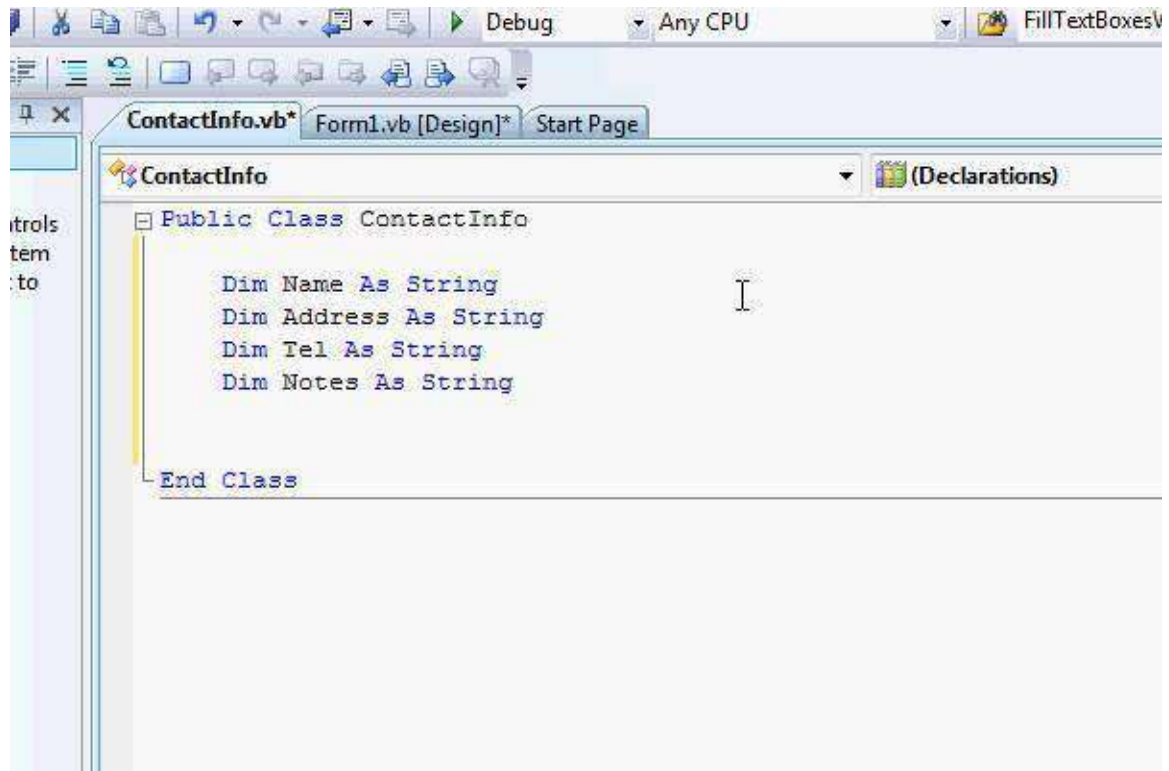 Debug Any CPU FillTextBoxesV
ContactInfo.vb* Form1.vb [Design]* Start Page
ContactInfo (Declarations)
ntrols
tem
to
Public Class ContactInfo
Dim Name As String
Dim Address As String
Dim Tel As String
Dim Notes As String
End Class